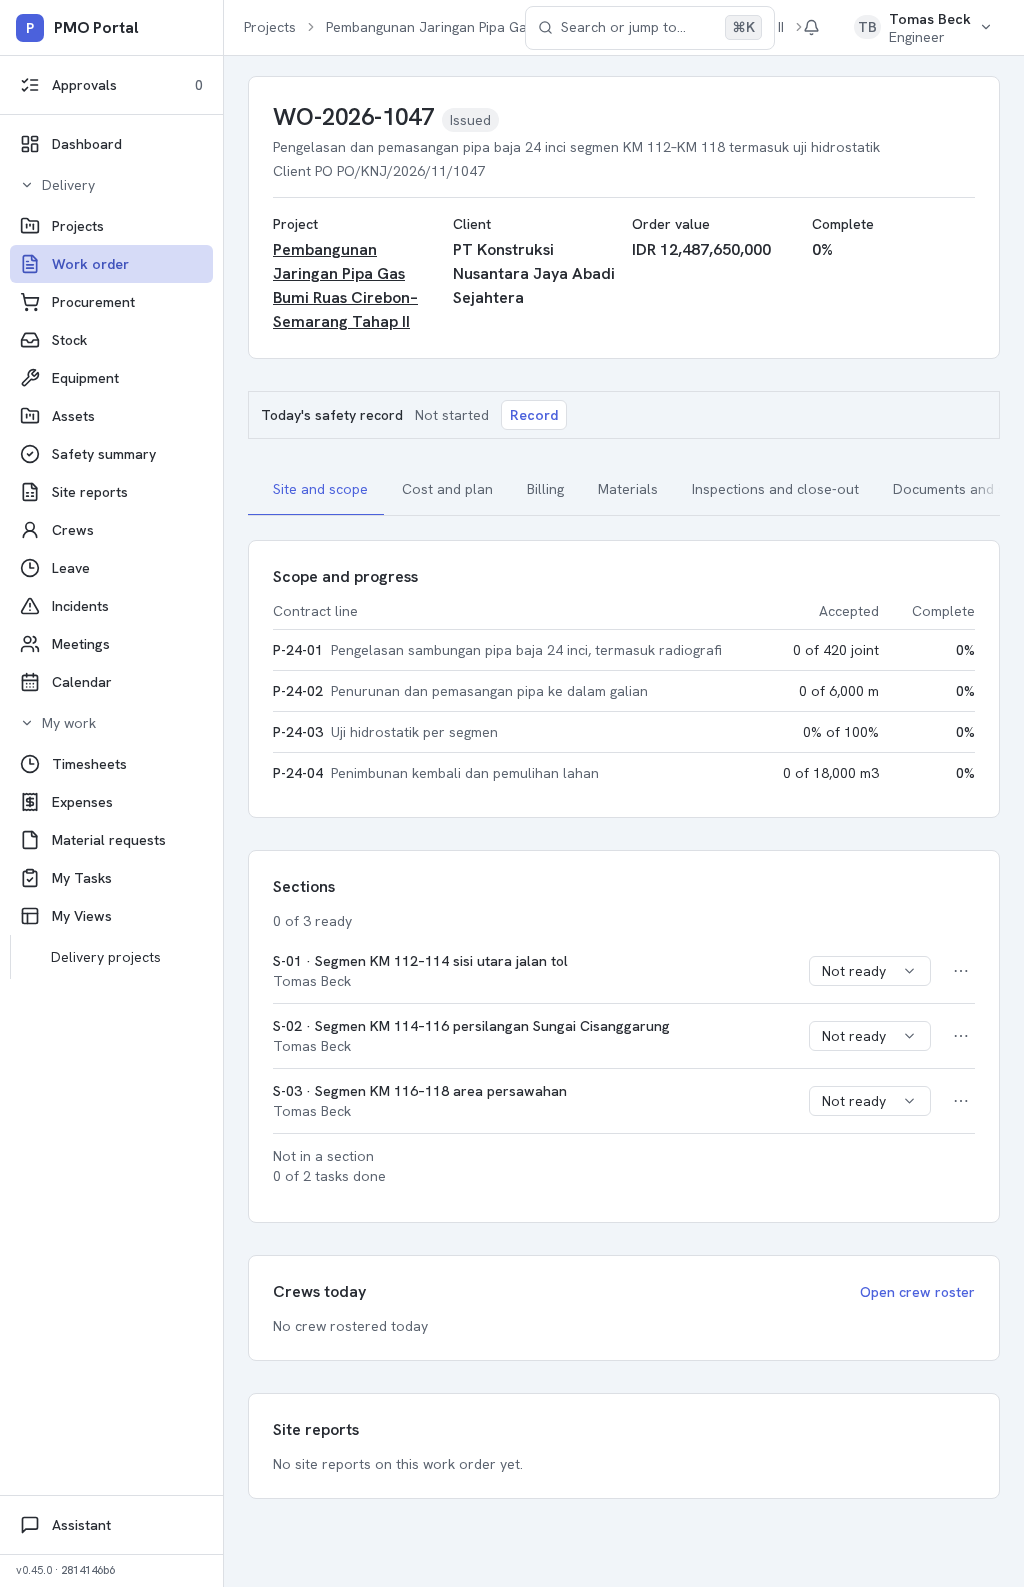 P PMO Portal
Projects > Pembangunan Jaringan Pipa Ga
Search or jump to... ⌘K
II >
TB
Tomas Beck
Engineer
Approvals 0
Dashboard
Delivery
Projects
Work order
Procurement
Stock
Equipment
Assets
Safety summary
Site reports
Crews
Leave
Incidents
Meetings
Calendar
My work
Timesheets
Expenses
Material requests
My Tasks
My Views
Delivery projects
Assistant
v0.45.0 · 2814146b6
WO-2026-1047 Issued
Pengelasan dan pemasangan pipa baja 24 inci segmen KM 112–KM 118 termasuk uji hidrostatik
Client PO PO/KNJ/2026/11/1047
Project
Pembangunan
Jaringan Pipa Gas
Bumi Ruas Cirebon–
Semarang Tahap II
Client
PT Konstruksi
Nusantara Jaya Abadi
Sejahtera
Order value
IDR 12,487,650,000
Complete
0%
Today's safety record Not started Record
Site and scope Cost and plan Billing Materials Inspections and close-out Documents and
Scope and progress
Contract line Accepted Complete
P-24-01 Pengelasan sambungan pipa baja 24 inci, termasuk radiografi 0 of 420 joint 0%
P-24-02 Penurunan dan pemasangan pipa ke dalam galian 0 of 6,000 m 0%
P-24-03 Uji hidrostatik per segmen 0% of 100% 0%
P-24-04 Penimbunan kembali dan pemulihan lahan 0 of 18,000 m3 0%
Sections
0 of 3 ready
S-01 · Segmen KM 112–114 sisi utara jalan tol
Tomas Beck
Not ready ···
S-02 · Segmen KM 114–116 persilangan Sungai Cisanggarung
Tomas Beck
Not ready ···
S-03 · Segmen KM 116–118 area persawahan
Tomas Beck
Not ready ···
Not in a section
0 of 2 tasks done
Crews today Open crew roster
No crew rostered today
Site reports
No site reports on this work order yet.